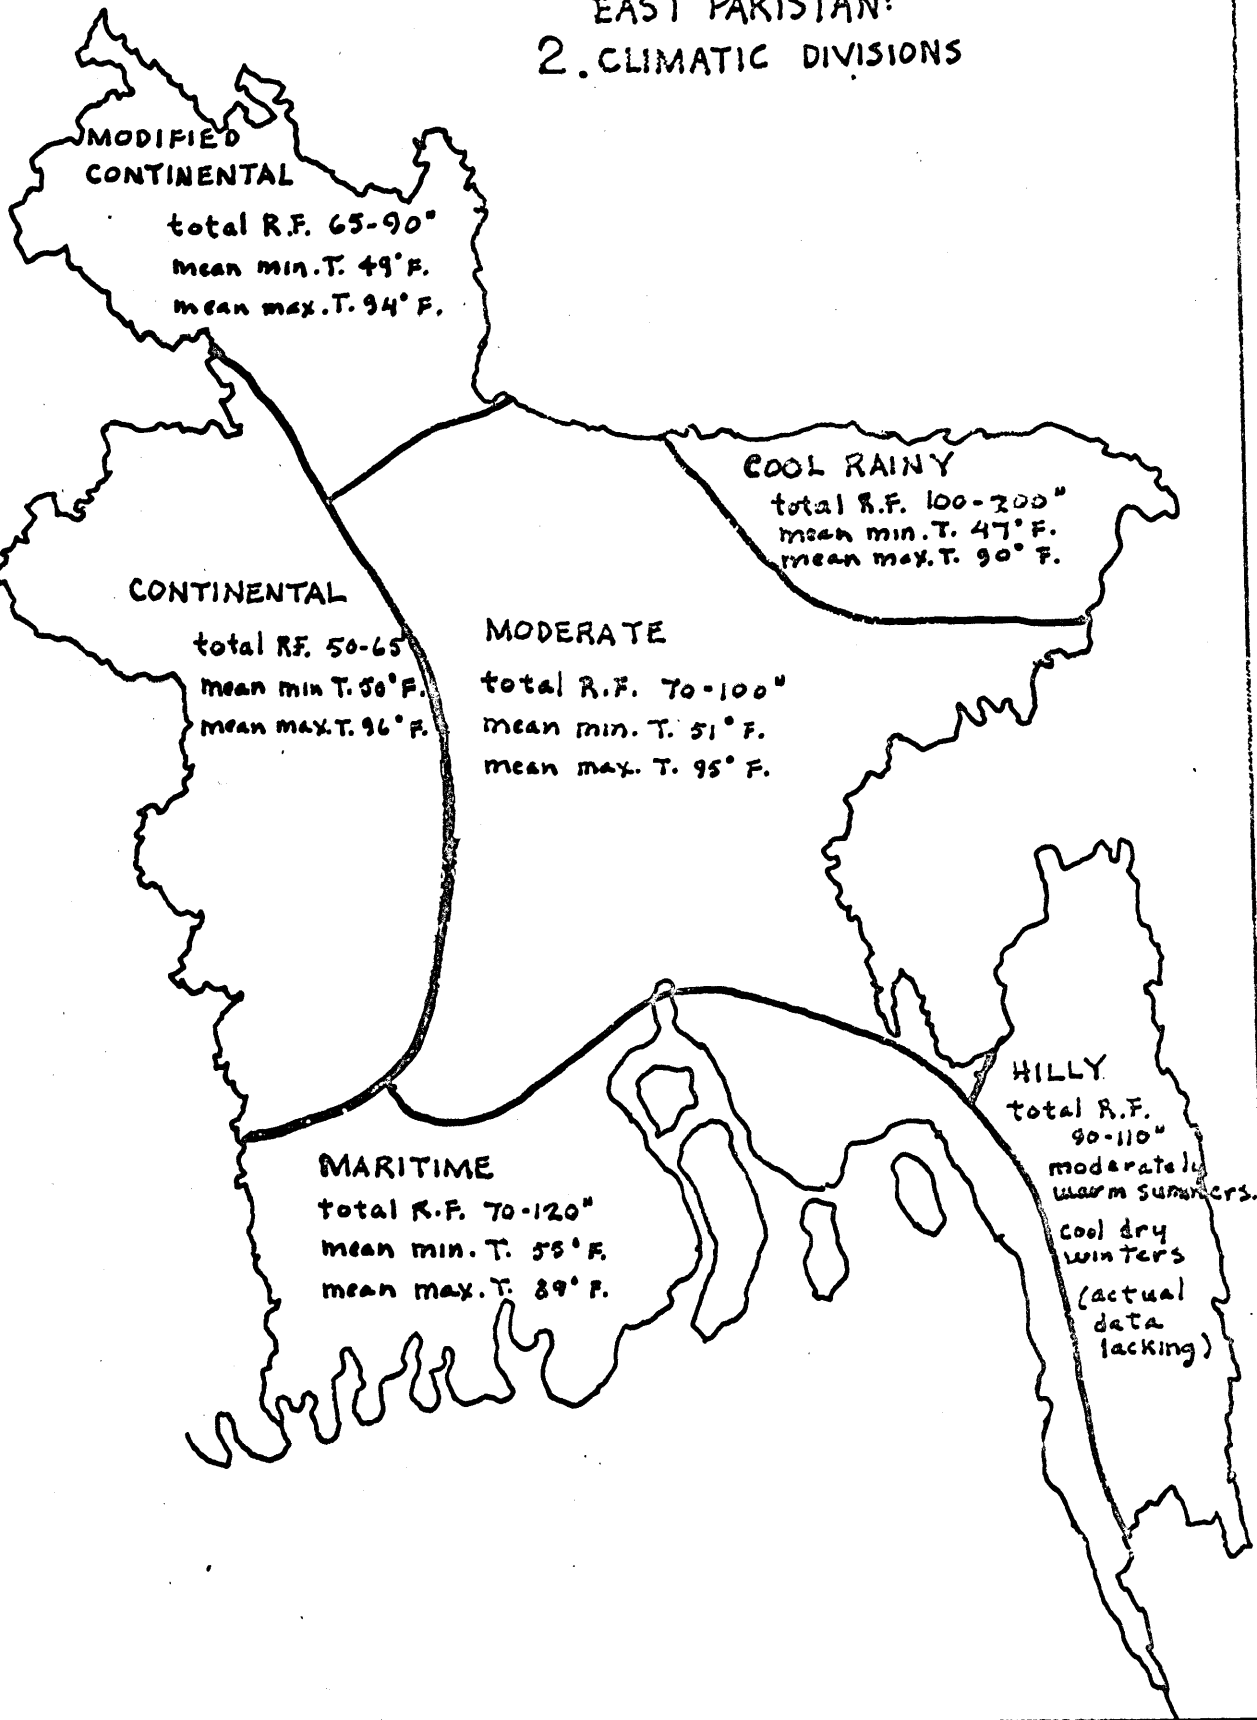 EAST PAKISTAN:
2. CLIMATIC DIVISIONS
MODIFIED
CONTINENTAL
total R.F. 65-90"
mean min. T. 49° F.
mean max. T. 94° F.
COOL RAINY
total R.F. 100-200"
mean min. T. 47° F.
mean max. T. 90° F.
CONTINENTAL
total RF. 50-65
mean min T. 50° F.
mean max. T. 96° F.
MODERATE
total R.F. 70-100"
mean min. T. 51° F.
mean max. T. 95° F.
HILLY
total R.F.
90-110"
moderately
warm summers.
cool dry
winters
(actual
data
lacking)
MARITIME
total R.F. 70-120"
mean min. T. 55° F.
mean max. T. 89° F.